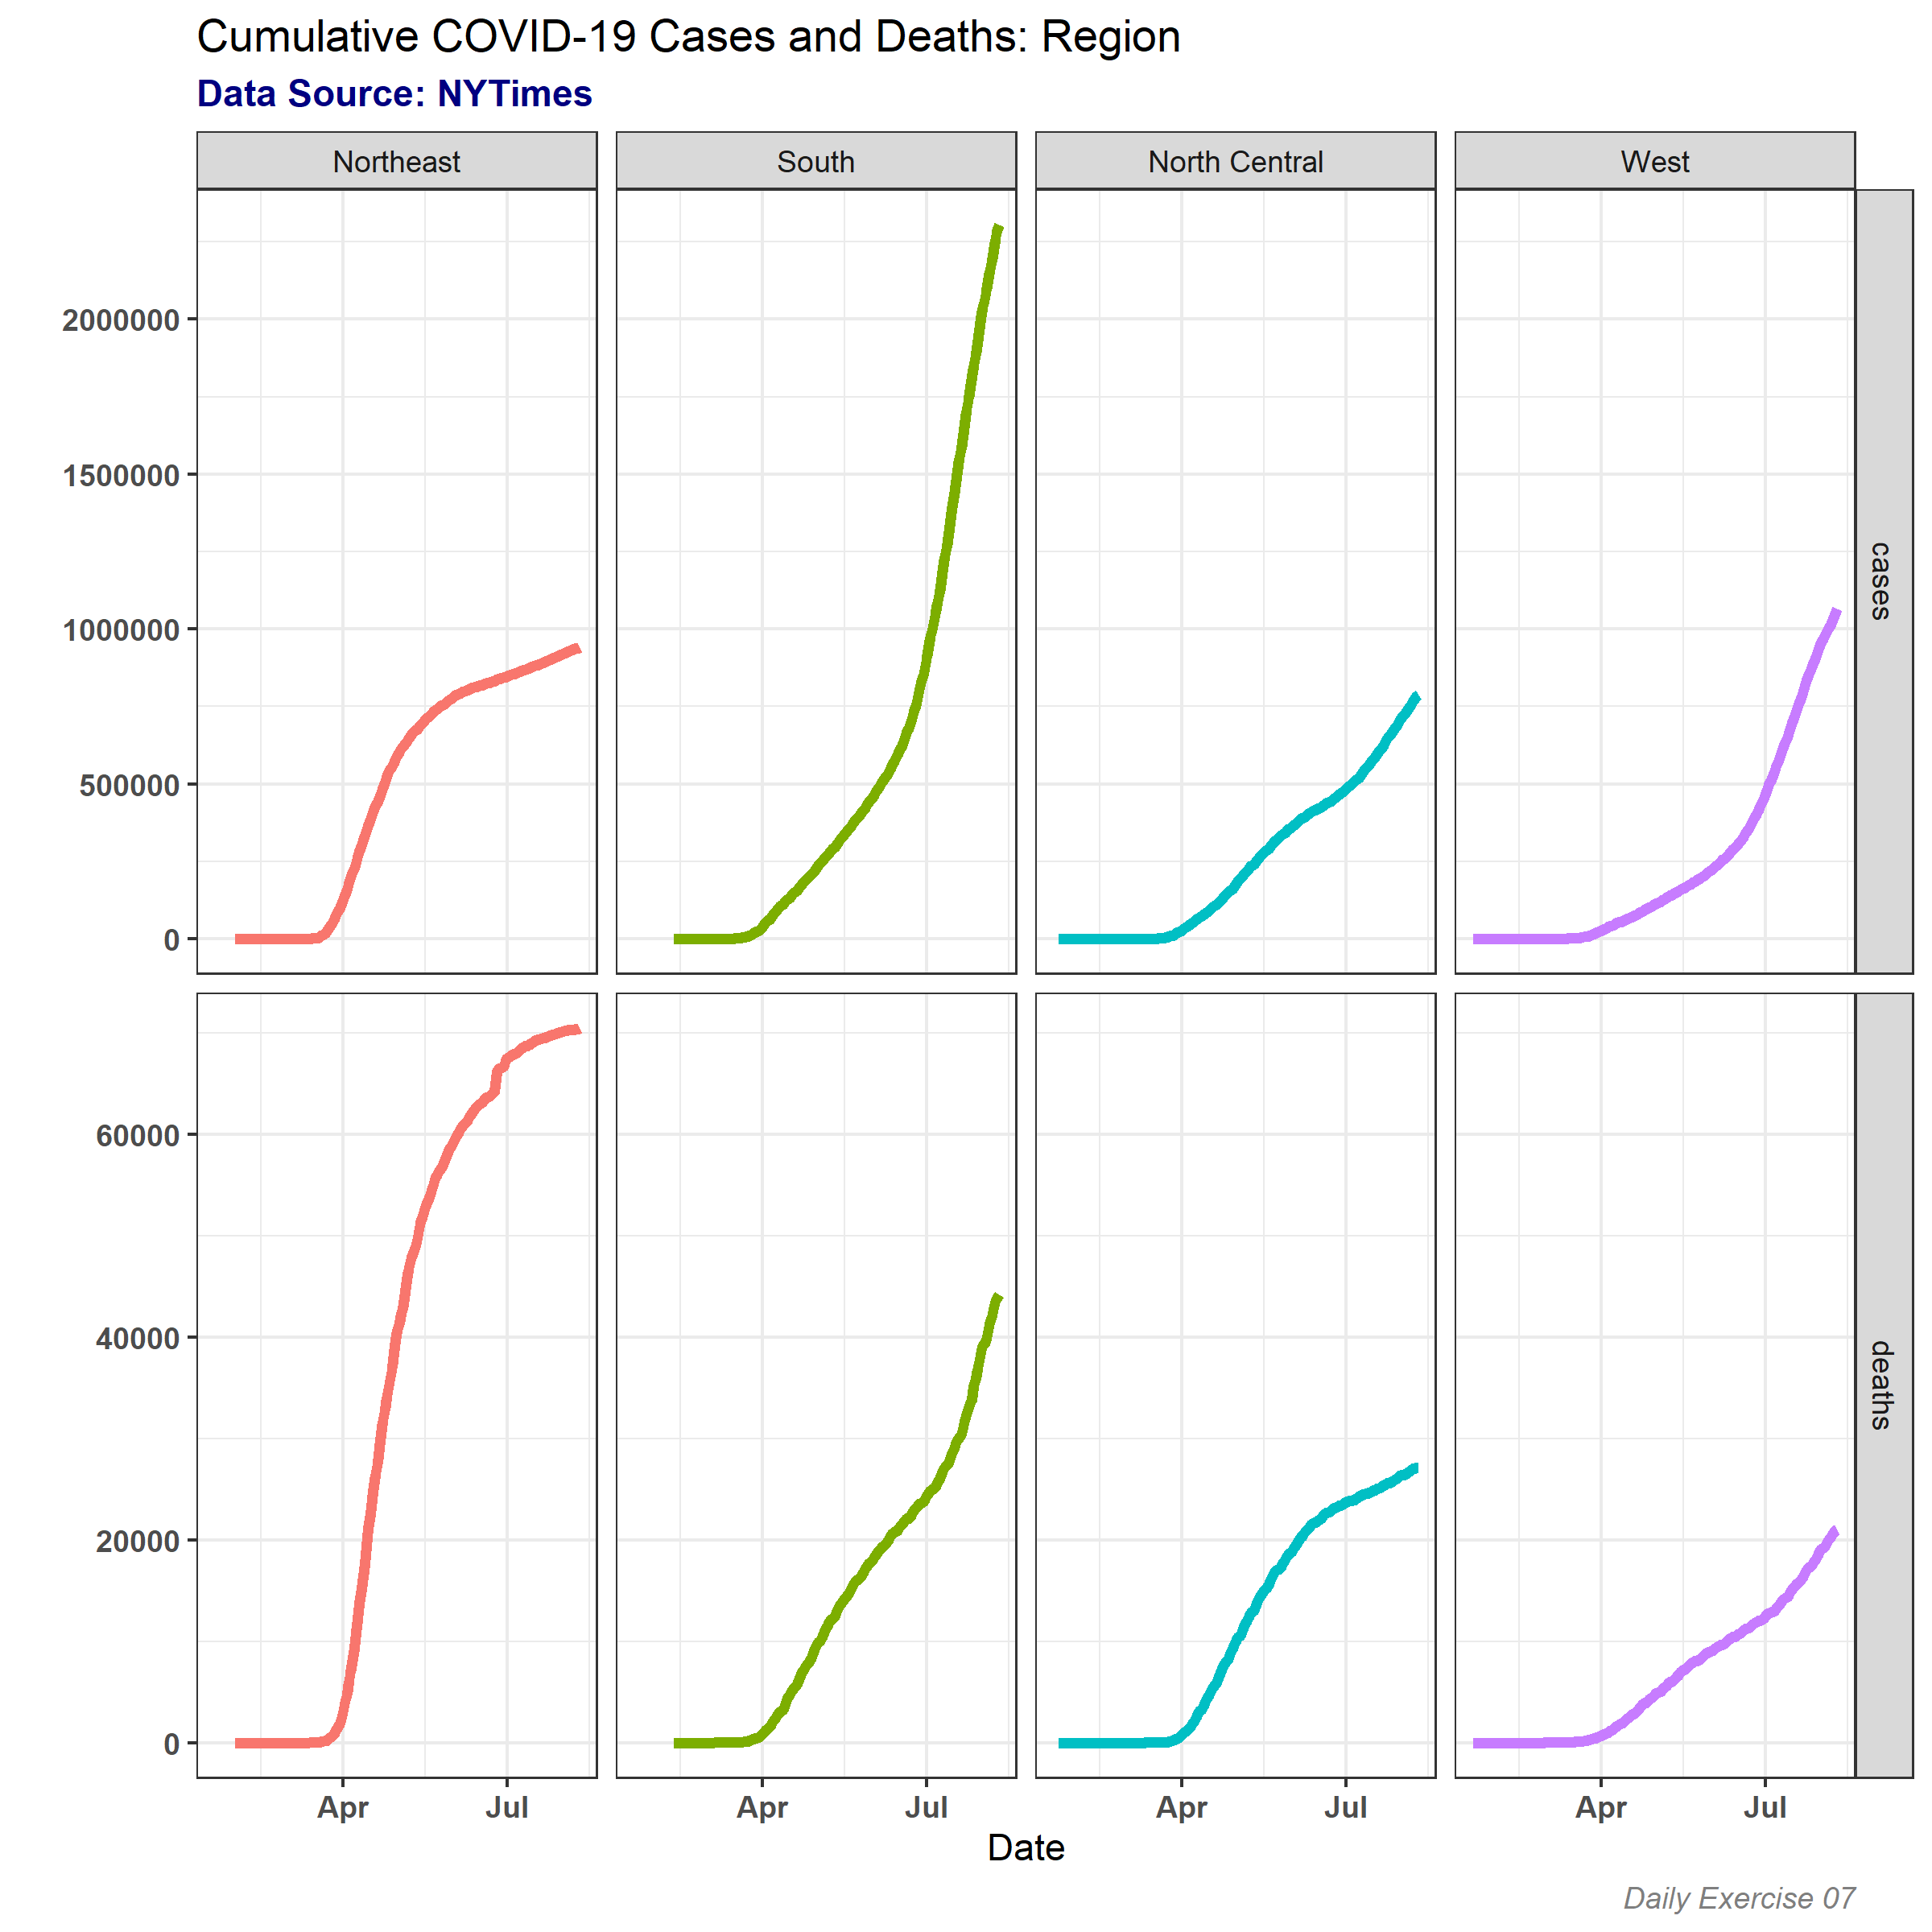 Cumulative COVID-19 Cases and Deaths: Region
Data Source: NYTimes
Northeast South North Central West
2000000
1500000
1000000
500000
0
cases
60000
40000
20000
0
deaths
Apr Jul Apr Jul Apr Jul Apr Jul
Date
Daily Exercise 07